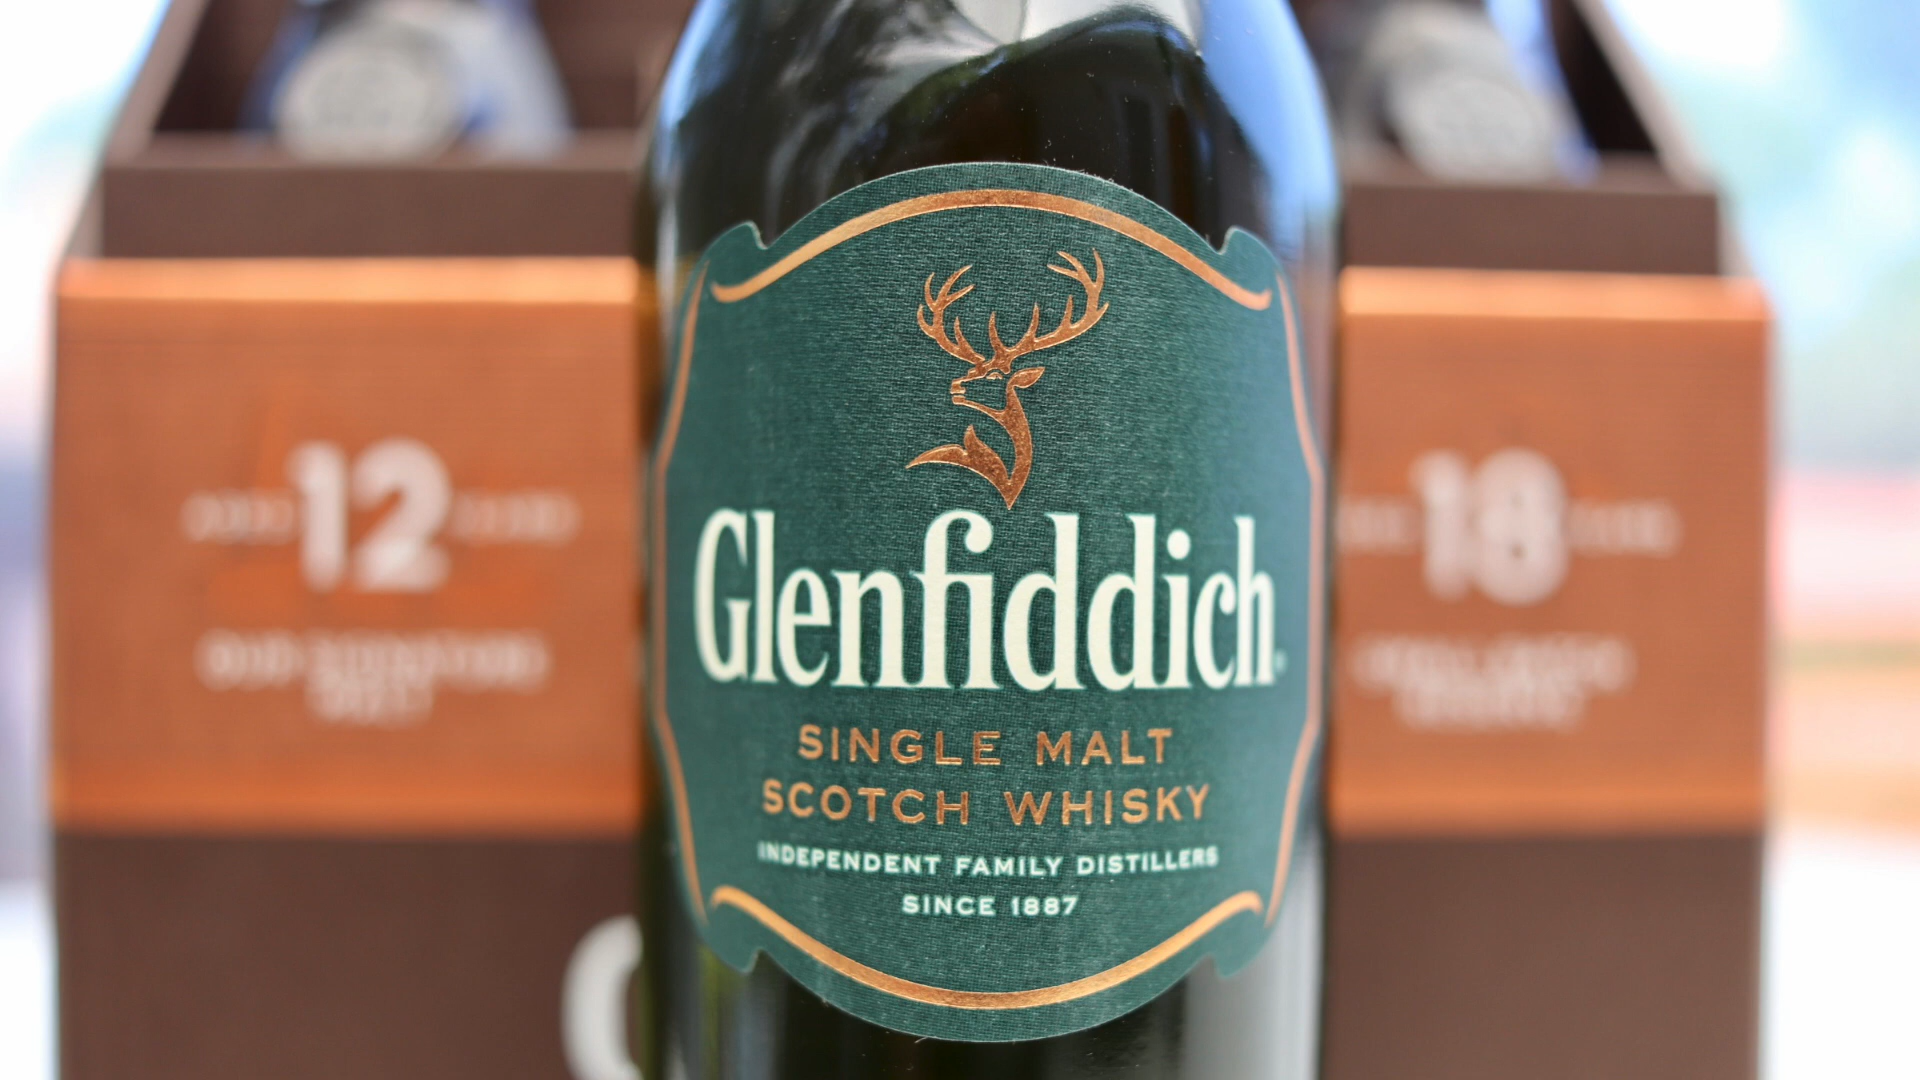 Glenfiddich
SINGLE MALT
SCOTCH WHISKY
INDEPENDENT FAMILY DISTILLERS
SINCE 1887
12
18